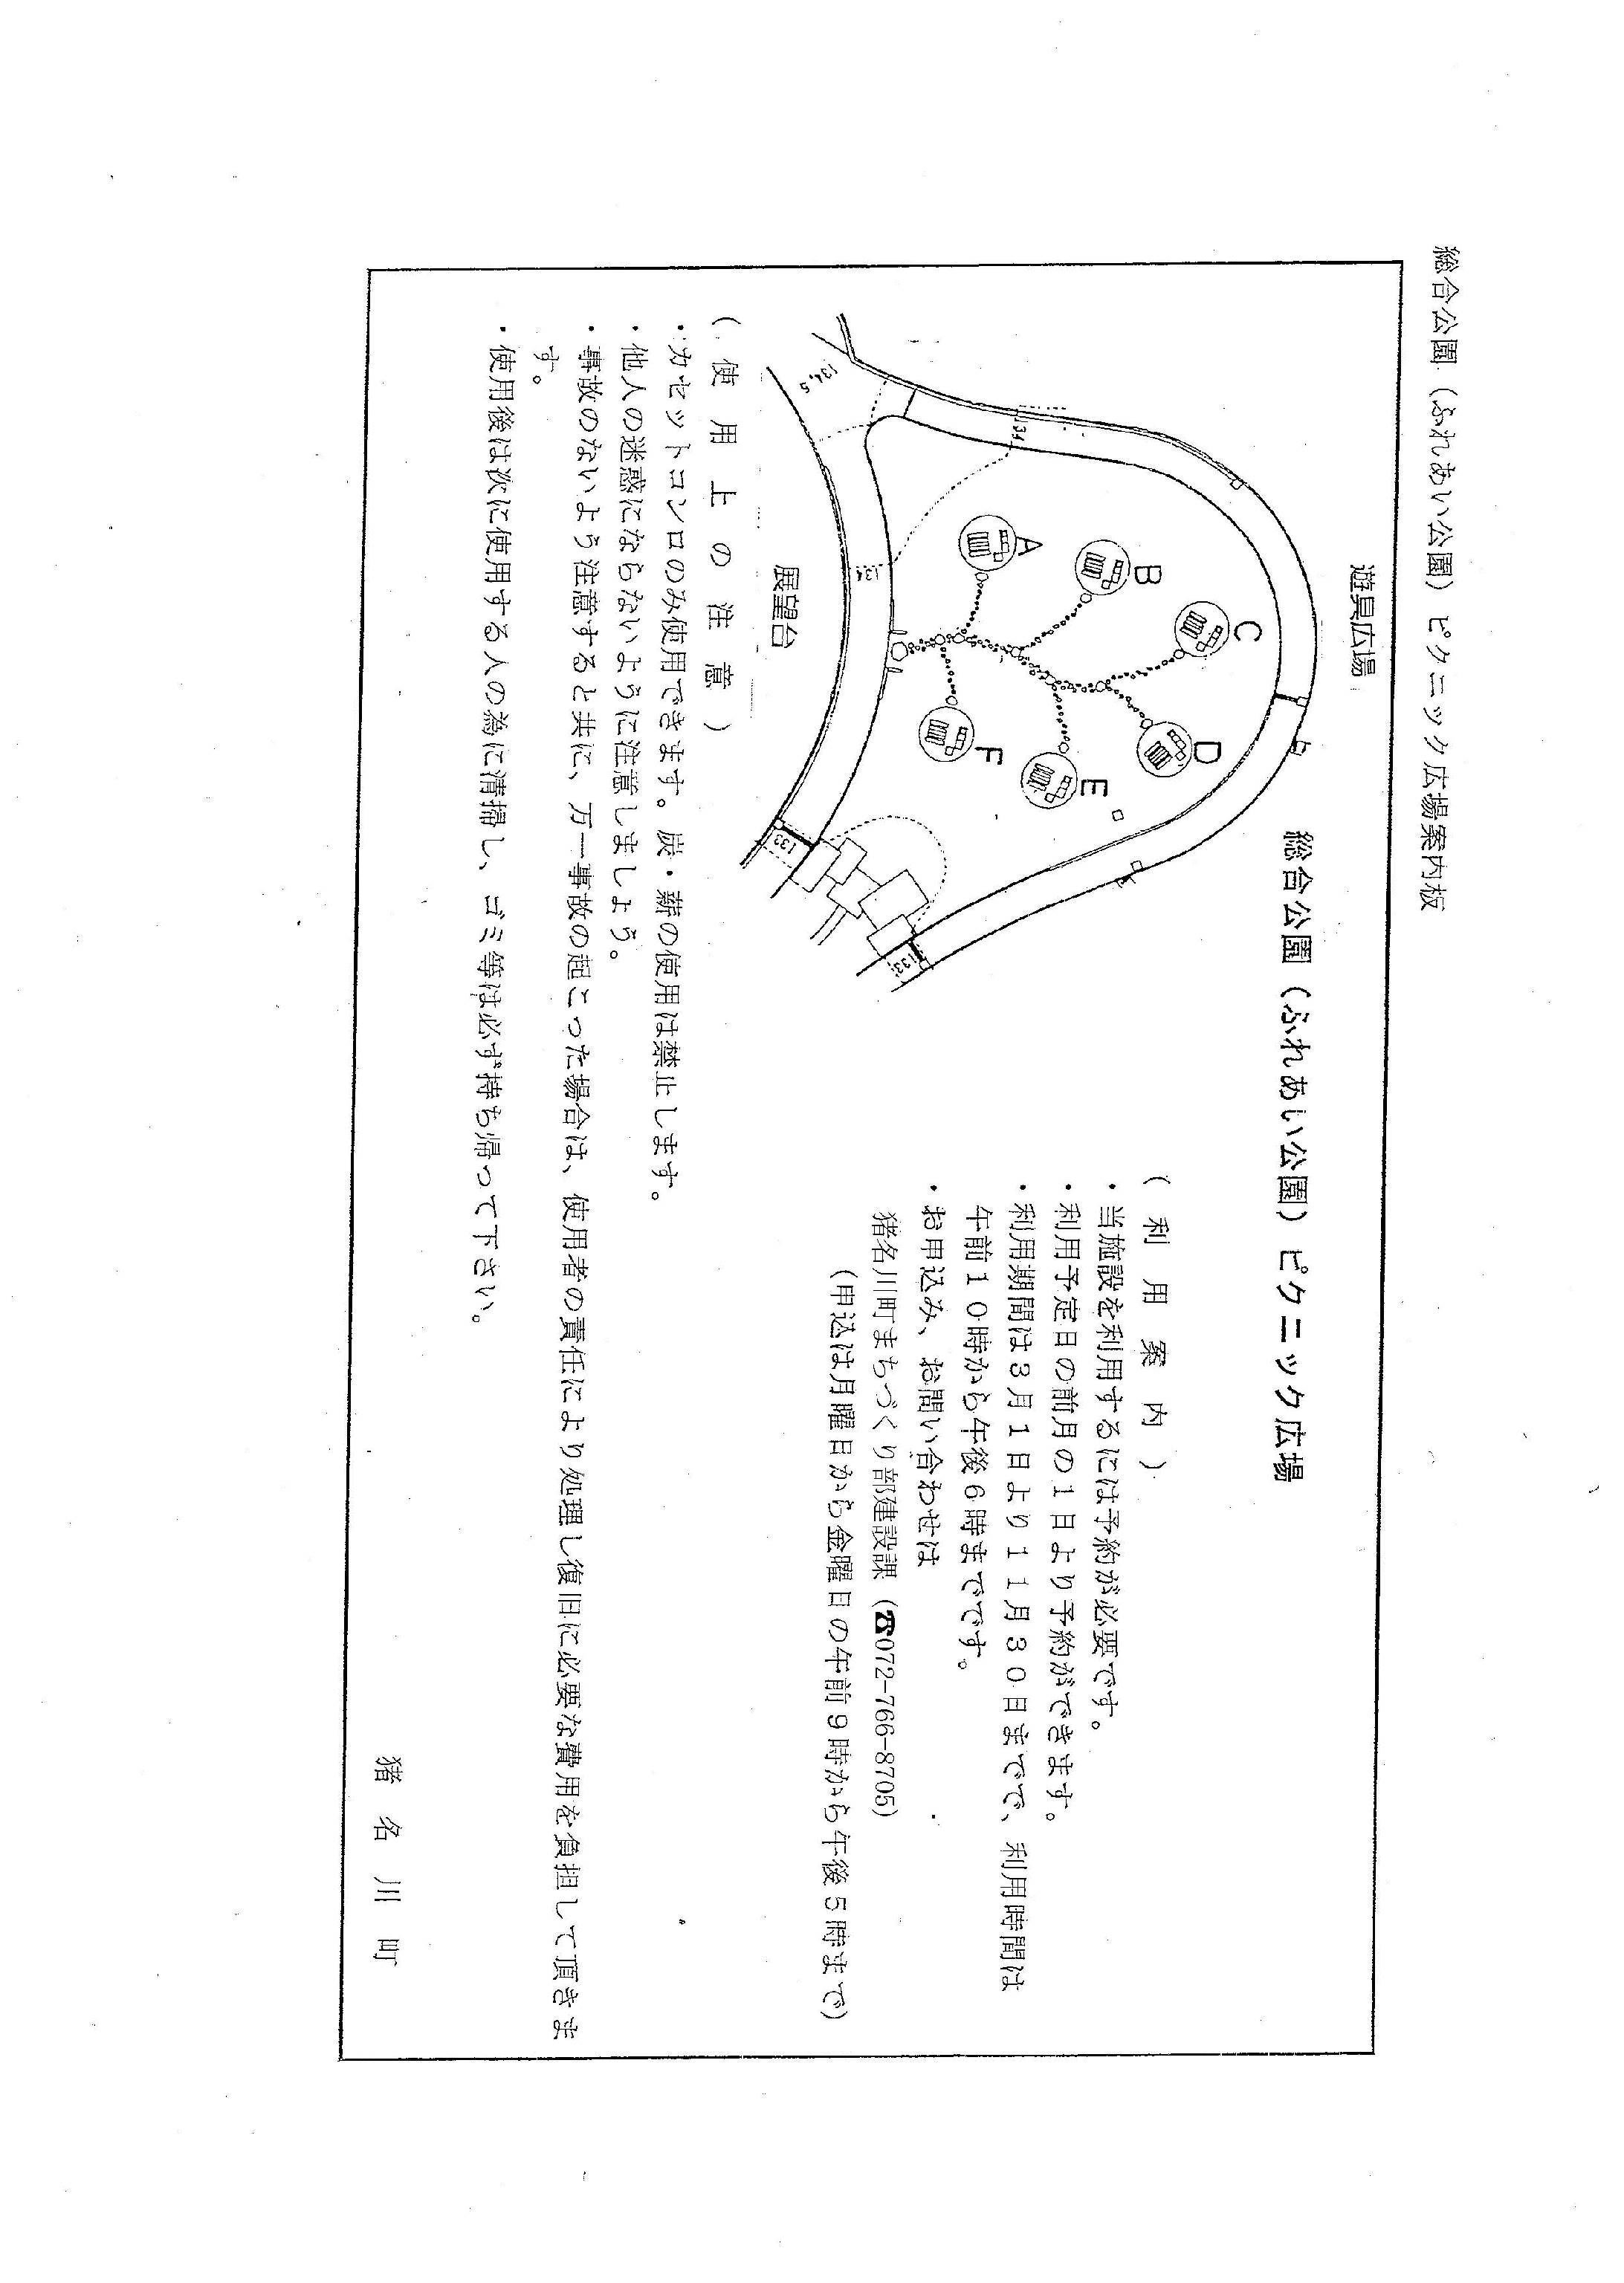 総合公園（ふれあい公園）ピクニック広場案内板
総合公園（ふれあい公園）ピクニック広場
遊具広場
A
B
C
D
E
F
134.5
134
134
133
133
展望台
（利用案内）
・当施設を利用するには予約が必要です。
・利用予定日の前月の１日より予約ができます。
・利用期間は３月１日より１１月３０日までで、利用時間は
午前１０時から午後６時までです。
・お申込み、お問い合わせは
猪名川町まちづくり部建設課（☎072-766-8705）
（申込は月曜日から金曜日の午前９時から午後５時まで）
（使用上の注意）
・カセットコンロのみ使用できます。炭・薪の使用は禁止します。
・他人の迷惑にならないように注意しましょう。
・事故のないよう注意すると共に、万一事故の起こった場合は、使用者の責任により処理し復旧に必要な費用を負担して頂きま
す。
・使用後は次に使用する人の為に清掃し、ゴミ等は必ず持ち帰って下さい。
猪名川町